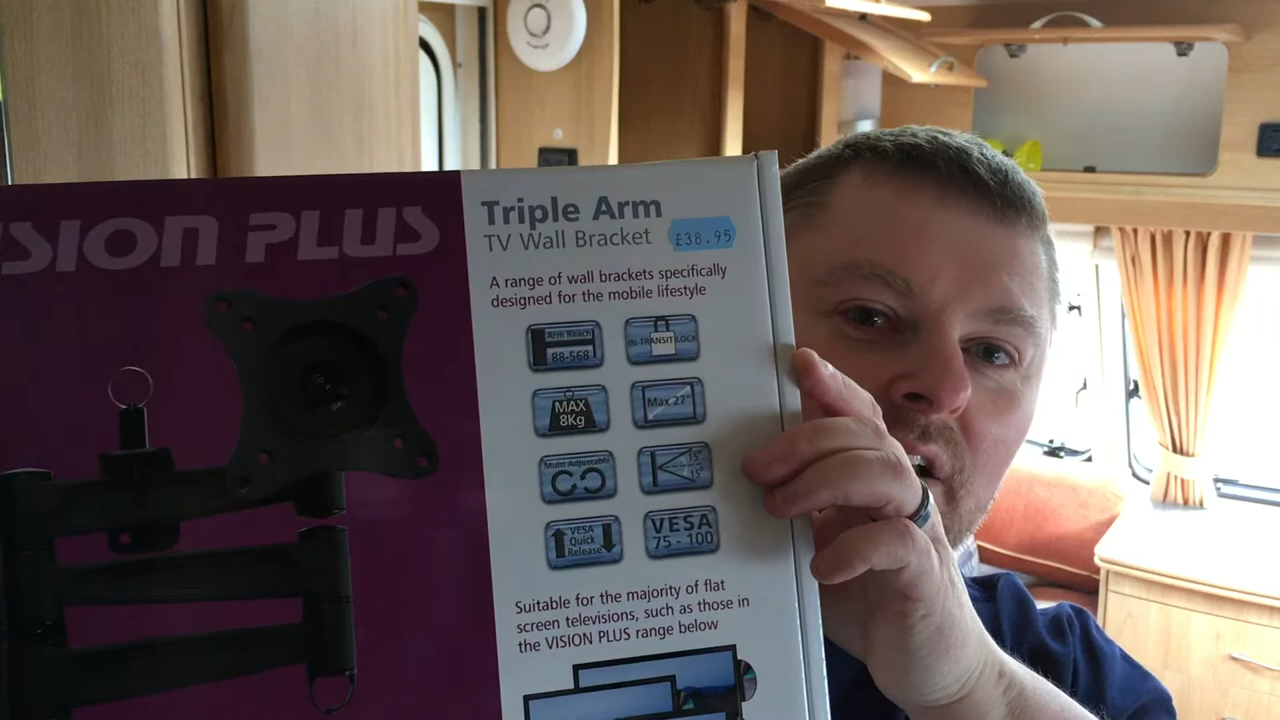 ISION PLUS
Triple Arm
TV Wall Bracket
£38.95
A range of wall brackets specifically
designed for the mobile lifestyle
Arm Reach
88-568
IN-TRANSIT LOCK
MAX
8Kg
Max 27"
Multi Adjustable
15°
15°
VESA
Quick
Release
VESA
75 - 100
Suitable for the majority of flat
screen televisions, such as those in
the VISION PLUS range below